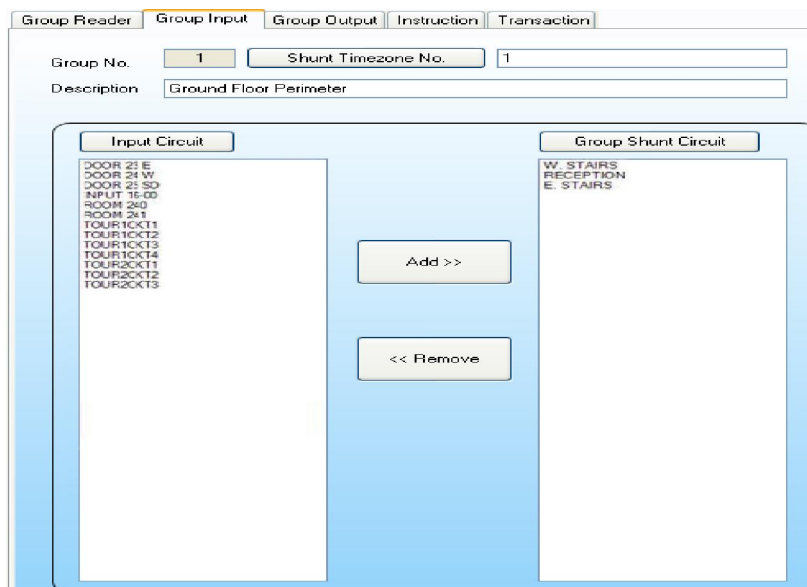 Group Reader Group Input Group Output Instruction Transaction
Group No. 1 Shunt Timezone No. 1
Description Ground Floor Perimeter
Input Circuit
DOOR 23 E
DOOR 24 W
DOOR 25 SD
INPUT 16-00
ROOM 240
ROOM 241
TOUR1CKT1
TOUR1CKT2
TOUR1CKT3
TOUR1CKT4
TOUR2CKT1
TOUR2CKT2
TOUR2CKT3
Add >>
<< Remove
Group Shunt Circuit
W. STAIRS
RECEPTION
E. STAIRS